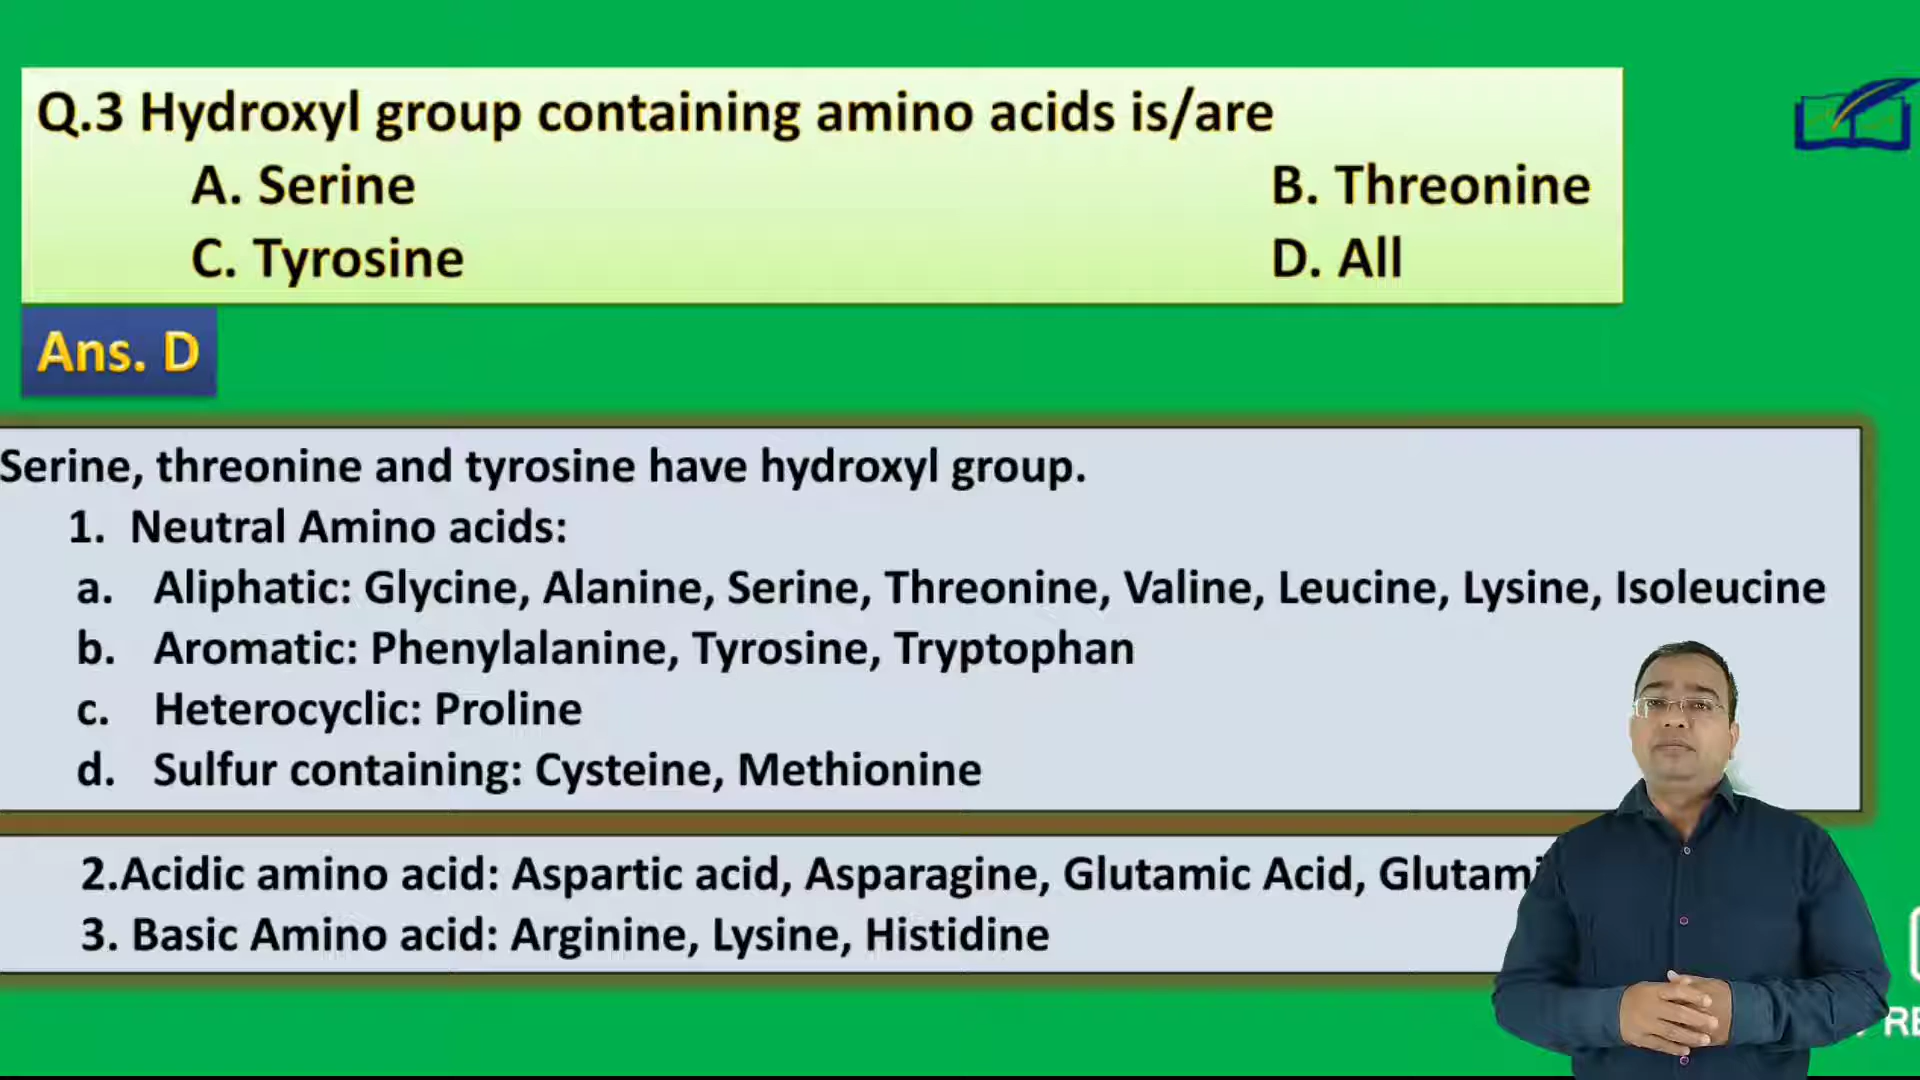 Q.3 Hydroxyl group containing amino acids is/are
A. Serine B. Threonine
C. Tyrosine D. All
Ans. D
Serine, threonine and tyrosine have hydroxyl group.
1. Neutral Amino acids:
a. Aliphatic: Glycine, Alanine, Serine, Threonine, Valine, Leucine, Lysine, Isoleucine
b. Aromatic: Phenylalanine, Tyrosine, Tryptophan
c. Heterocyclic: Proline
d. Sulfur containing: Cysteine, Methionine
2.Acidic amino acid: Aspartic acid, Asparagine, Glutamic Acid,
3. Basic Amino acid: Arginine, Lysine, Histidine